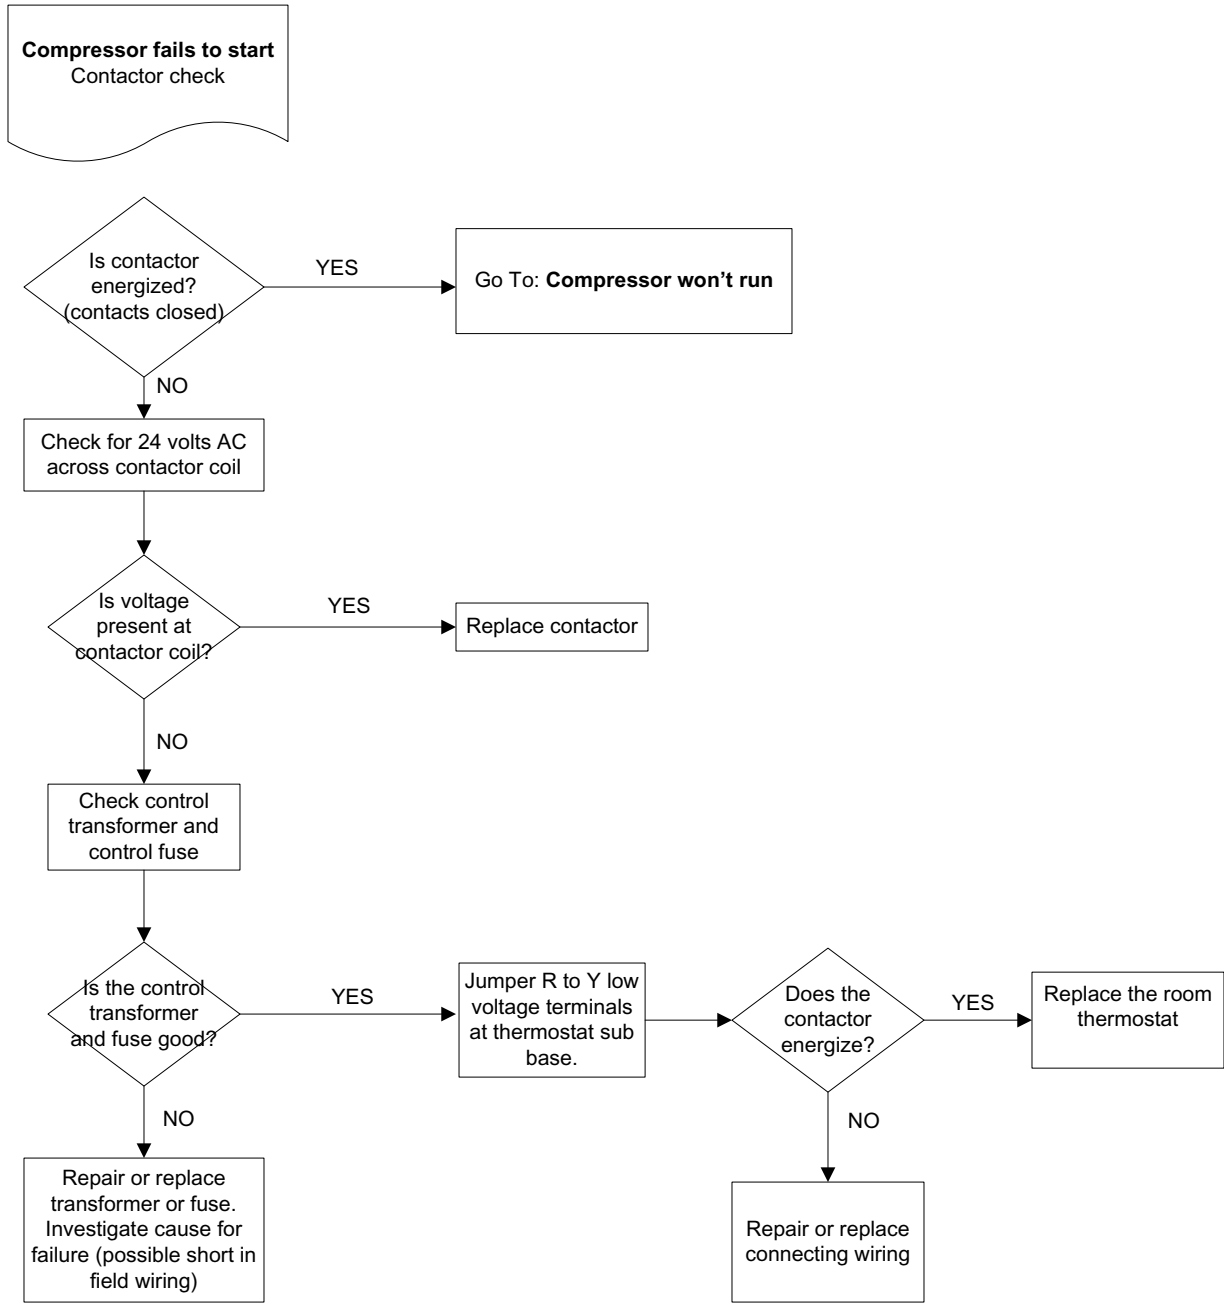 Compressor fails to start
Contactor check
Is contactor
energized?
(contacts closed)
YES
Go To: Compressor won't run
NO
Check for 24 volts AC
across contactor coil
Is voltage
present at
contactor coil?
YES
Replace contactor
NO
Check control
transformer and
control fuse
Is the control
transformer
and fuse good?
YES
Jumper R to Y low
voltage terminals
at thermostat sub
base.
Does the
contactor
energize?
YES
Replace the room
thermostat
NO
Repair or replace
transformer or fuse.
Investigate cause for
failure (possible short in
field wiring)
NO
Repair or replace
connecting wiring